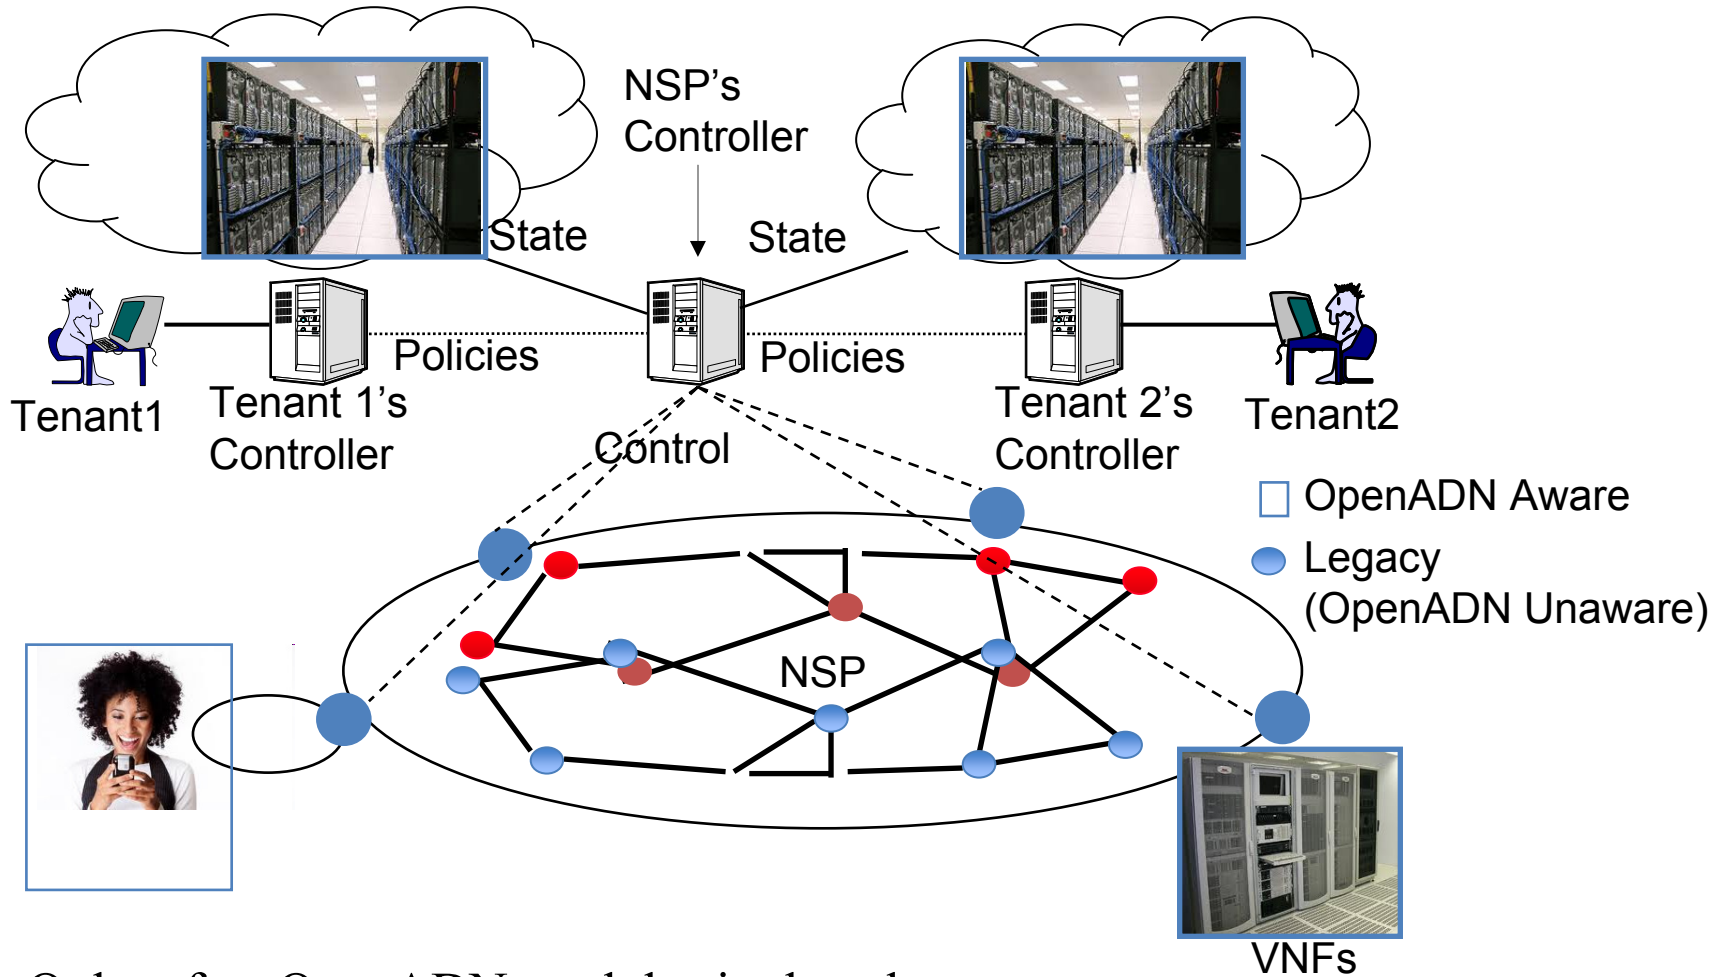 NSP's
Controller
State
State
Policies
Policies
Tenant1
Tenant 1's
Controller
Tenant 2's
Controller
Tenant2
Control
OpenADN Aware
Legacy
(OpenADN Unaware)
NSP
VNFs